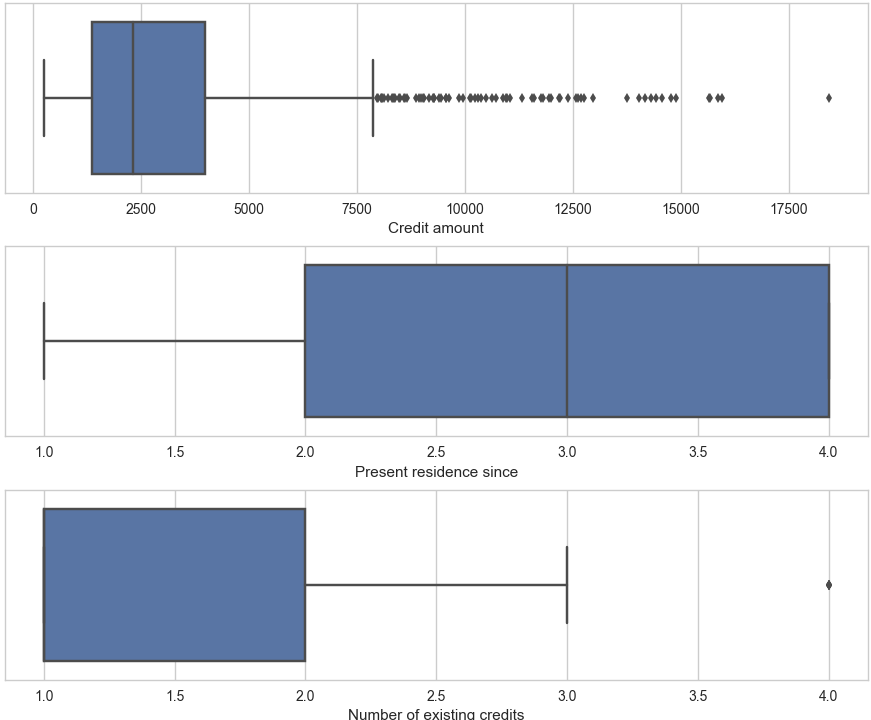 0 2500 5000 7500 10000 12500 15000 17500
Credit amount
1.0 1.5 2.0 2.5 3.0 3.5 4.0
Present residence since
1.0 1.5 2.0 2.5 3.0 3.5 4.0
Number of existing credits